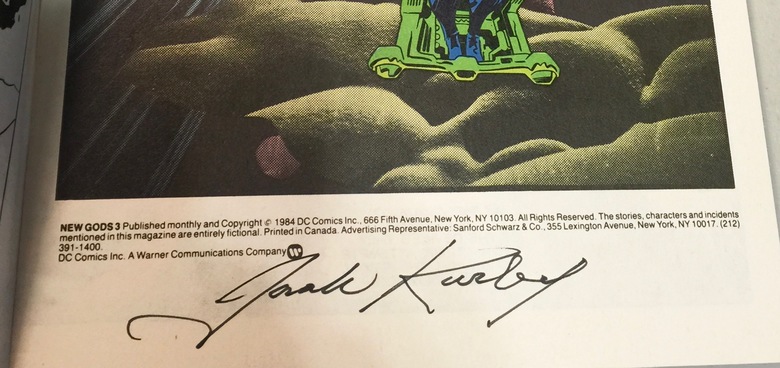 NEW GODS 3 Published monthly and Copyright © 1984 DC Comics Inc., 666 Fifth Avenue, New York, NY 10103. All Rights Reserved. The stories, characters and incidents
mentioned in this magazine are entirely fictional. Printed in Canada. Advertising Representative: Sanford Schwarz & Co., 355 Lexington Avenue, New York, NY 10017. (212)
391-1400.
DC Comics Inc. A Warner Communications Company
Jack Kirby